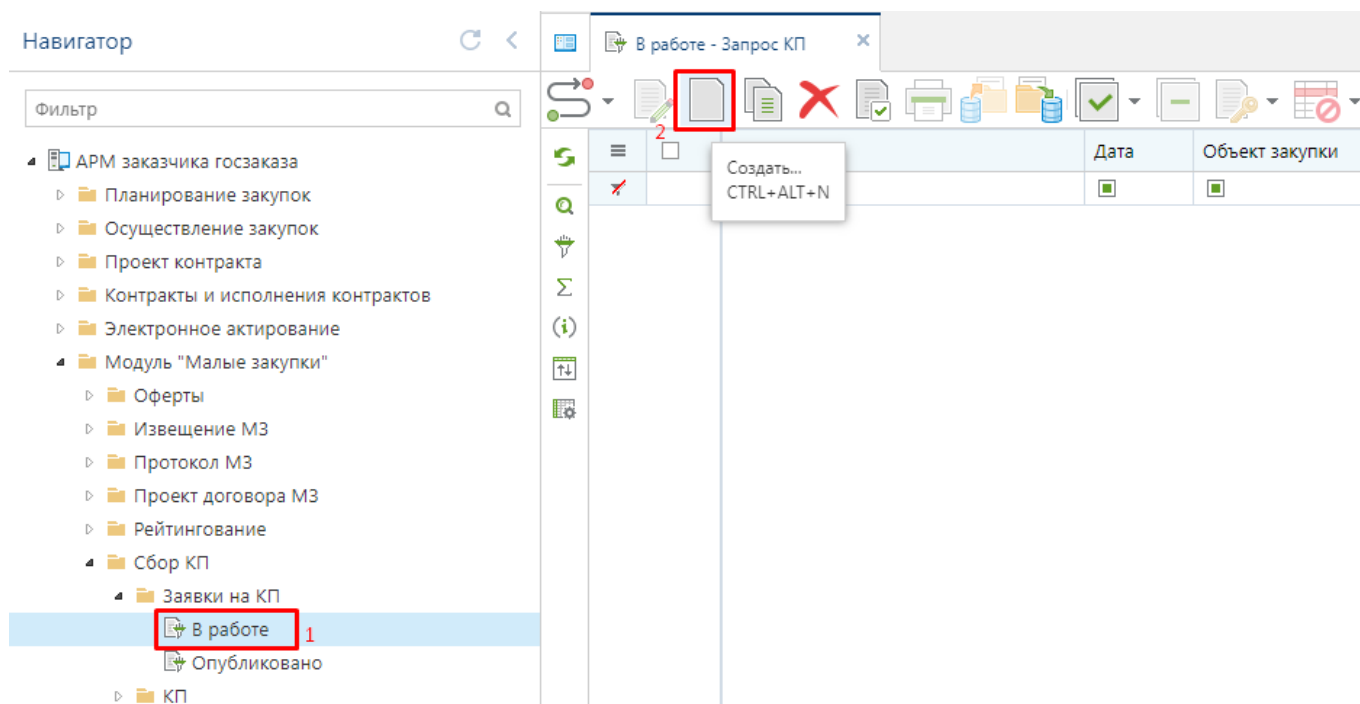 Навигатор
Фильтр
АРМ заказчика госзаказа
Планирование закупок
Осуществление закупок
Проект контракта
Контракты и исполнения контрактов
Электронное актирование
Модуль "Малые закупки"
Оферты
Извещение МЗ
Протокол МЗ
Проект договора МЗ
Рейтингование
Сбор КП
Заявки на КП
В работе 1
Опубликовано
КП
В работе - Запрос КП
2
Дата Объект закупки
Создать...
CTRL+ALT+N